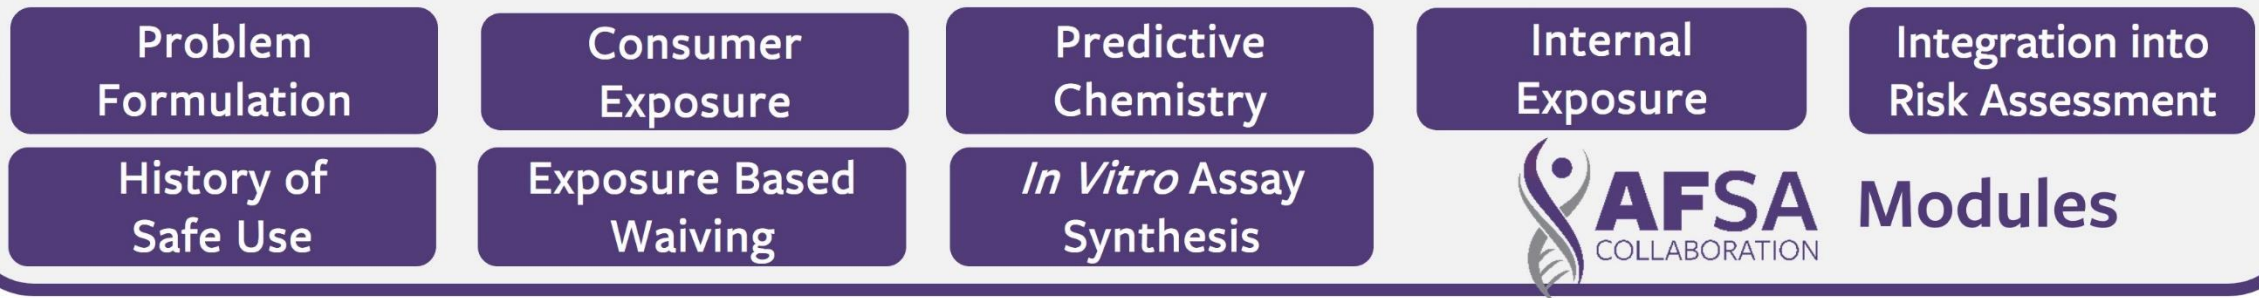 Problem
Formulation
Consumer
Exposure
Predictive
Chemistry
Internal
Exposure
Integration into
Risk Assessment
History of
Safe Use
Exposure Based
Waiving
In Vitro Assay
Synthesis
AFSA
COLLABORATION
Modules